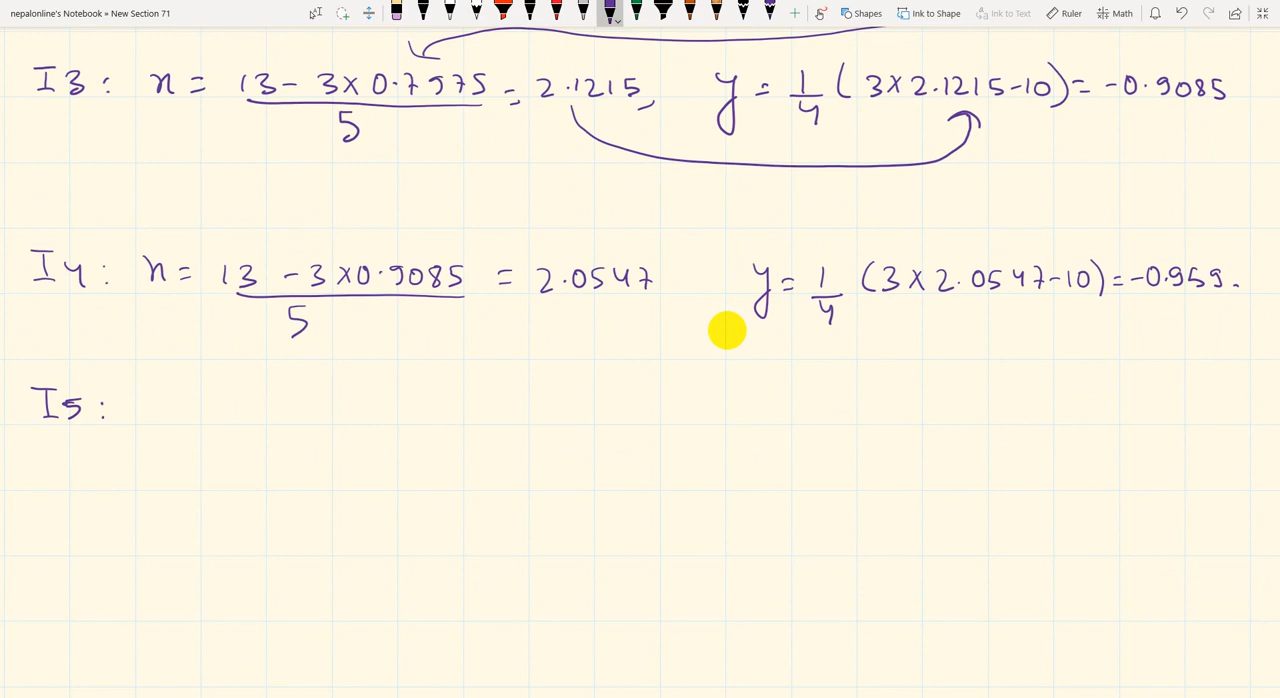 nepalonline's Notebook » New Section 71
Shapes Ink to Shape Ink to Text Ruler Math
I3 : x = 13 - 3 x 0.7975 / 5 = 2.1215, y = 1/4 ( 3 x 2.1215 - 10 ) = -0.9085
I4 : x = 13 - 3 x 0.9085 / 5 = 2.0547 y = 1/4 ( 3 x 2.0547 - 10 ) = -0.959.
I5 :